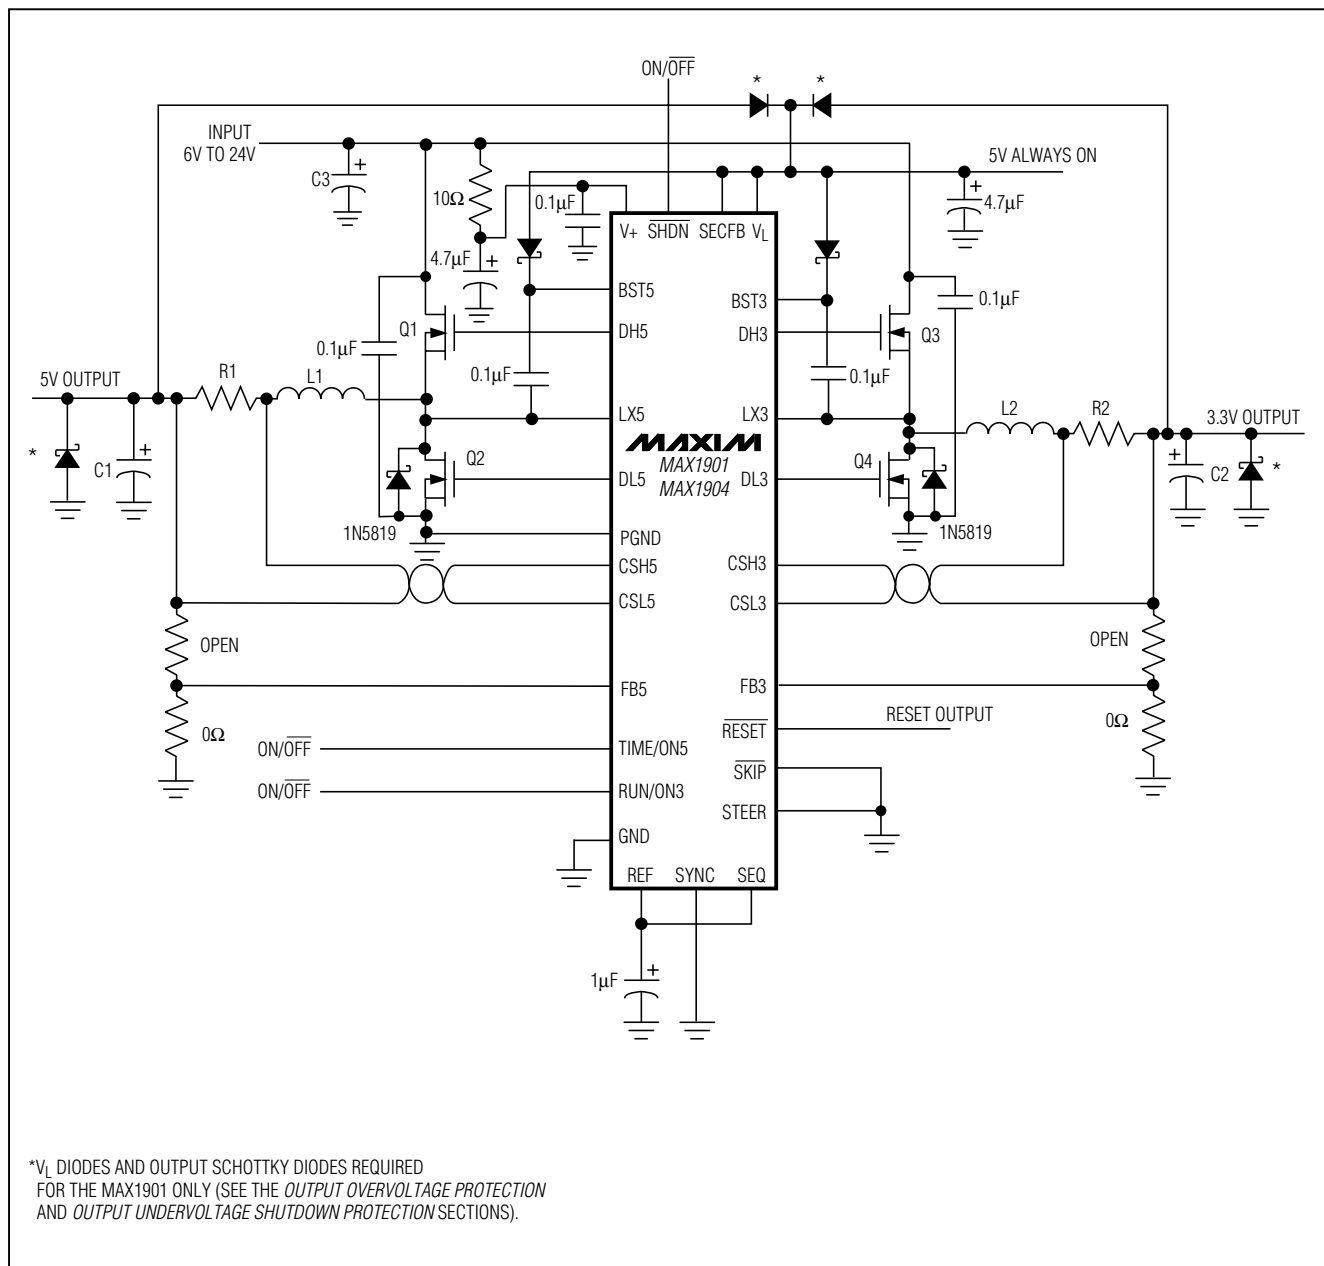 ON/OFF
*
*
INPUT
6V TO 24V
5V ALWAYS ON
C3
+
10Ω
0.1µF
+
4.7µF
V+
SHDN
SECFB
VL
4.7µF
+
BST5
BST3
0.1µF
Q1
DH5
DH3
Q3
0.1µF
0.1µF
0.1µF
5V OUTPUT
R1
L1
LX5
LX3
L2
R2
3.3V OUTPUT
MAXIM
*
+
C1
Q2
MAX1901
MAX1904
Q4
+
C2
*
DL5
DL3
1N5819
1N5819
PGND
CSH5
CSH3
CSL5
CSL3
OPEN
OPEN
FB5
FB3
0Ω
RESET
RESET OUTPUT
0Ω
ON/OFF
TIME/ON5
SKIP
ON/OFF
RUN/ON3
STEER
GND
REF
SYNC
SEQ
1µF
+
*VL DIODES AND OUTPUT SCHOTTKY DIODES REQUIRED
FOR THE MAX1901 ONLY (SEE THE OUTPUT OVERVOLTAGE PROTECTION
AND OUTPUT UNDERVOLTAGE SHUTDOWN PROTECTION SECTIONS).